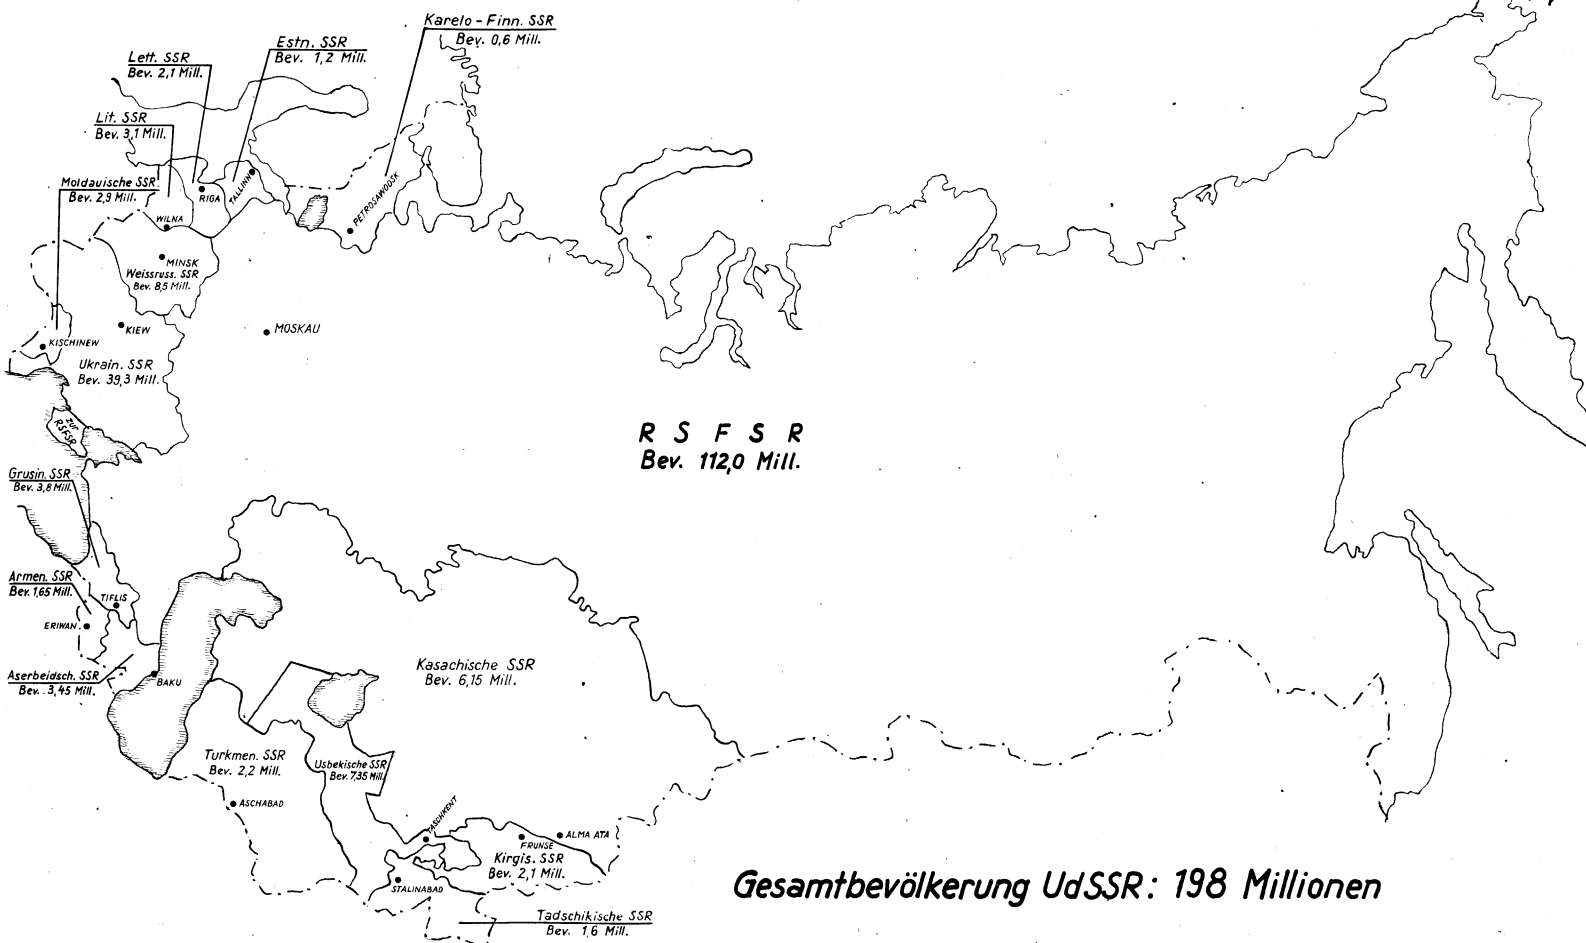 Karelo-Finn. SSR
Bev. 0,6 Mill.
Estn. SSR
Bev. 1,2 Mill.
Lett. SSR
Bev. 2,1 Mill.
Lit. SSR
Bev. 3,1 Mill.
Moldauische SSR
Bev. 2,9 Mill.
RIGA
TALLINN
PETROSAWODSK
WILNA
MINSK
Weissruss. SSR
Bev. 8,5 Mill.
KIEW
MOSKAU
KISCHINEW
Ukrain. SSR
Bev. 39,3 Mill.
zur
RSFSR
R S F S R
Bev. 112,0 Mill.
Grusin. SSR
Bev. 3,8 Mill.
Armen. SSR
Bev. 1,65 Mill.
TIFLIS
ERIWAN
Aserbeidsch. SSR
Bev. 3,45 Mill.
BAKU
Kasachische SSR
Bev. 6,15 Mill.
Turkmen. SSR
Bev. 2,2 Mill.
Usbekische SSR
Bev. 7,35 Mill.
ASCHABAD
TASCHKENT
FRUNSE
ALMA ATA
Kirgis. SSR
Bev. 2,1 Mill.
STALINABAD
Tadschikische SSR
Bev. 1,6 Mill.
Gesamtbevölkerung UdSSR: 198 Millionen